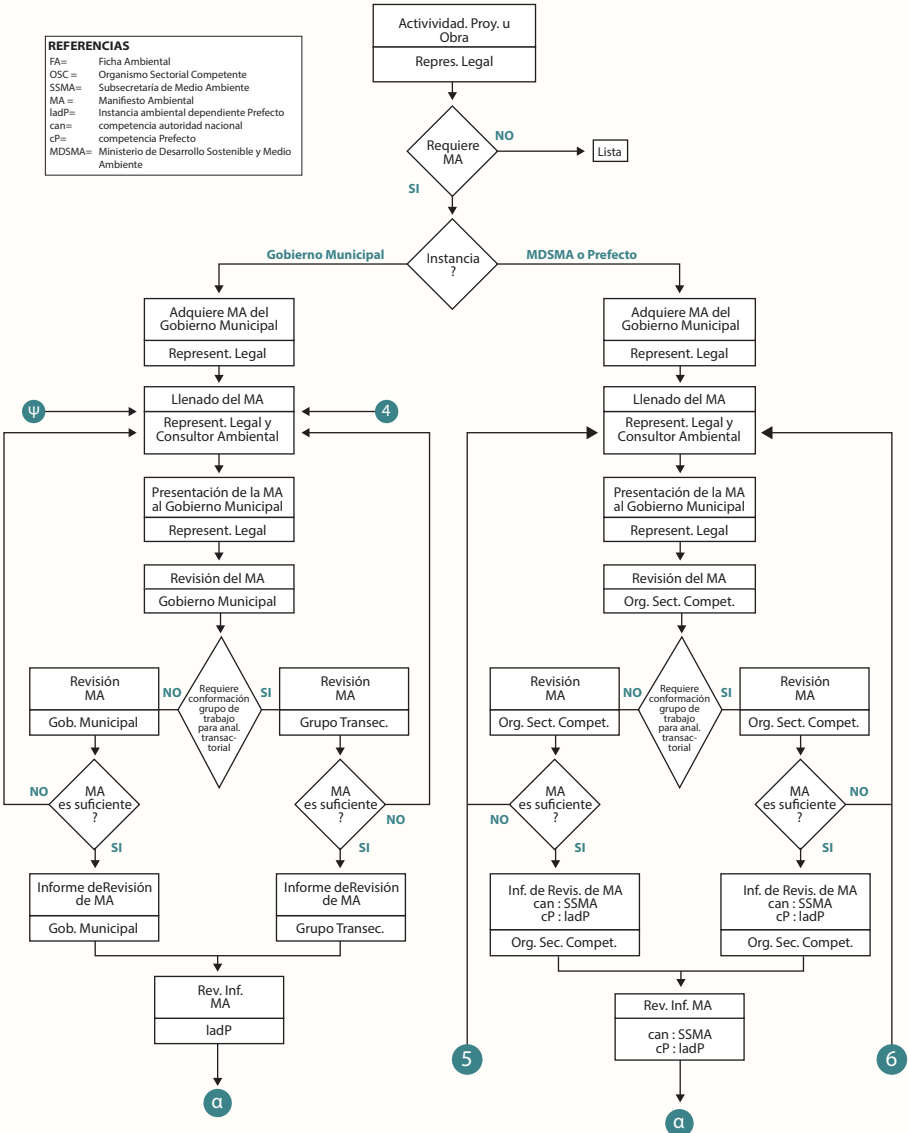 Activividad. Proy. u
Obra
Repres. Legal
REFERENCIAS
FA= Ficha Ambiental
OSC = Organismo Sectorial Competente
SSMA= Subsecretaría de Medio Ambiente
MA = Manifiesto Ambiental
ladP= Instancia ambiental dependiente Prefecto
can= competencia autoridad nacional
cP= competencia Prefecto
MDSMA= Ministerio de Desarrollo Sostenible y Medio
Ambiente
Requiere
MA
NO
Lista
SI
Instancia
?
Gobierno Municipal
MDSMA o Prefecto
Adquiere MA del
Gobierno Municipal
Represent. Legal
Llenado del MA
Represent. Legal y
Consultor Ambiental
ψ
4
Presentación de la MA
al Gobierno Municipal
Represent. Legal
Revisión del MA
Gobierno Municipal
Requiere
conformación
grupo de
trabajo
para anal.
transac-
torial
NO
SI
Revisión
MA
Gob. Municipal
Revisión
MA
Grupo Transec.
MA
es suficiente
?
NO
SI
MA
es suficiente
?
NO
SI
Informe deRevisión
de MA
Gob. Municipal
Informe deRevisión
de MA
Grupo Transec.
Rev. Inf.
MA
ladP
α
Adquiere MA del
Gobierno Municipal
Represent. Legal
Llenado del MA
Represent. Legal y
Consultor Ambiental
Presentación de la MA
al Gobierno Municipal
Represent. Legal
Revisión del MA
Org. Sect. Compet.
Requiere
conformación
grupo de
trabajo
para anal.
transac-
torial
NO
SI
Revisión
MA
Org. Sect. Compet.
Revisión
MA
Org. Sect. Compet.
MA
es suficiente
?
NO
SI
MA
es suficiente
?
NO
SI
Inf. de Revis. de MA
can : SSMA
cP : ladP
Org. Sec. Compet.
Inf. de Revis. de MA
can : SSMA
cP : ladP
Org. Sec. Compet.
Rev. Inf. MA
can : SSMA
cP : ladP
5
6
α